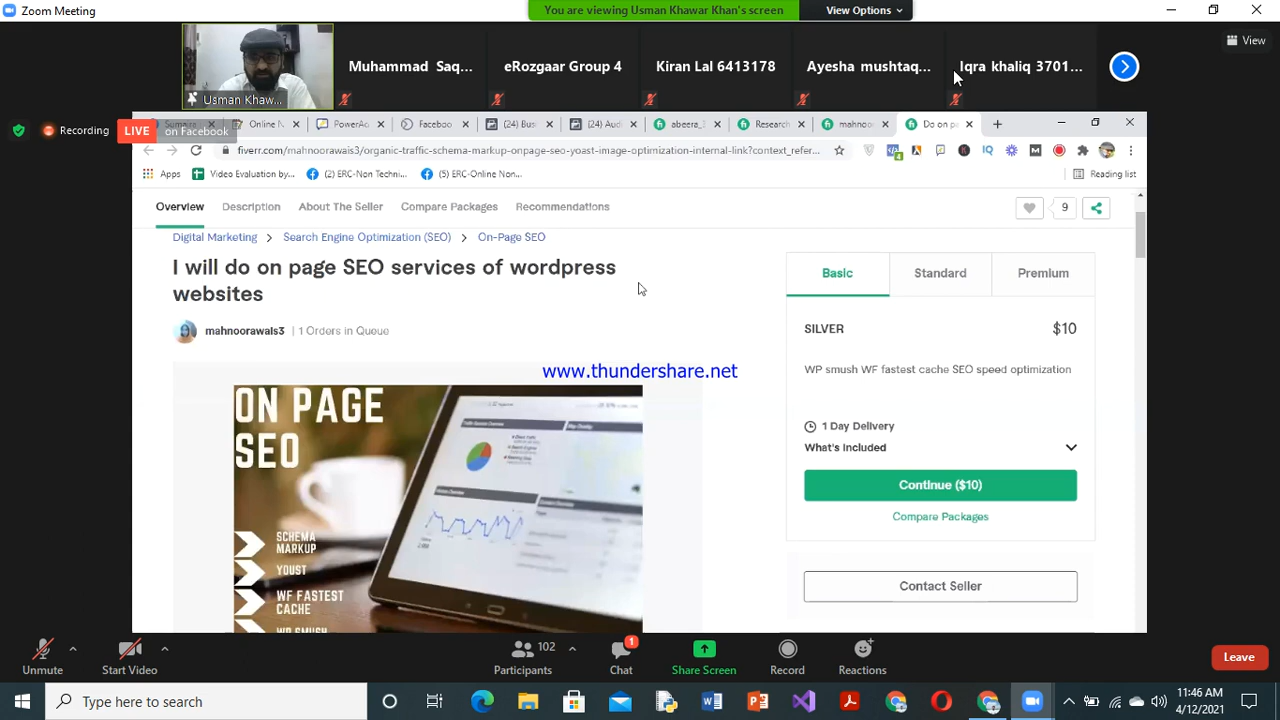 Zoom Meeting
You are viewing Usman Khawar Khan's screen
View Options
View
Usman Khaw...
Muhammad Saq...
eRozgaar Group 4
Kiran Lal 6413178
Ayesha mushtaq...
Iqra khaliq 3701...
Recording
LIVE on Facebook
Online N
PowerAc
Faceboo
(24) Busi
(24) Aud
abeera_3
Research
mahnoo
Do on pa
fiverr.com/mahnoorawais3/organic-traffic-schema-markup-onpage-seo-yoast-image-optimization-internal-link?context_refer...
Apps
Video Evaluation by...
(2) ERC-Non Techni...
(5) ERC-Online Non...
Reading list
Overview
Description
About The Seller
Compare Packages
Recommendations
9
Digital Marketing > Search Engine Optimization (SEO) > On-Page SEO
I will do on page SEO services of wordpress
websites
mahnoorawais3 | 1 Orders in Queue
www.thundershare.net
ON PAGE
SEO
SCHEMA
MARKUP
YOUST
WF FASTEST
CACHE
WP SMUSH
Basic
Standard
Premium
SILVER
$10
WP smush WF fastest cache SEO speed optimization
1 Day Delivery
What's Included
Continue ($10)
Compare Packages
Contact Seller
Unmute
Start Video
102
Participants
1
Chat
Share Screen
Record
Reactions
Leave
Type here to search
11:46 AM
4/12/2021